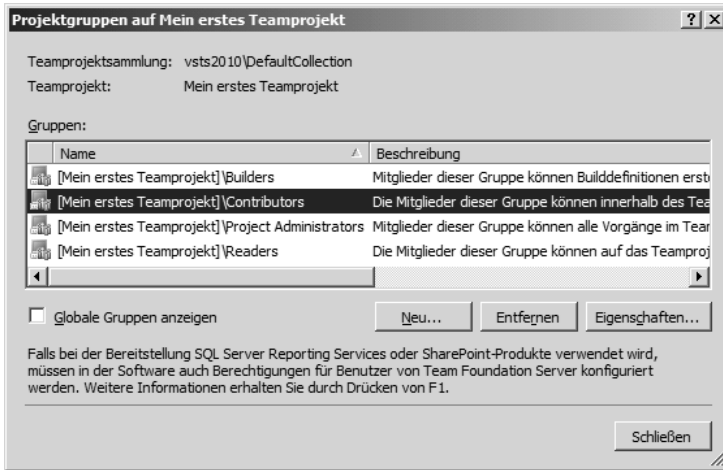 Projektgruppen auf Mein erstes Teamprojekt
Teamprojektsammlung: vsts2010\DefaultCollection
Teamprojekt: Mein erstes Teamprojekt
Gruppen:
Name Beschreibung
[Mein erstes Teamprojekt]\Builders Mitglieder dieser Gruppe können Builddefinitionen erst
[Mein erstes Teamprojekt]\Contributors Die Mitglieder dieser Gruppe können innerhalb des Tea
[Mein erstes Teamprojekt]\Project Administrators Mitglieder dieser Gruppe können alle Vorgänge im Tear
[Mein erstes Teamprojekt]\Readers Die Mitglieder dieser Gruppe können auf das Teamproj
Globale Gruppen anzeigen Neu... Entfernen Eigenschaften...
Falls bei der Bereitstellung SQL Server Reporting Services oder SharePoint-Produkte verwendet wird,
müssen in der Software auch Berechtigungen für Benutzer von Team Foundation Server konfiguriert
werden. Weitere Informationen erhalten Sie durch Drücken von F1.
Schließen